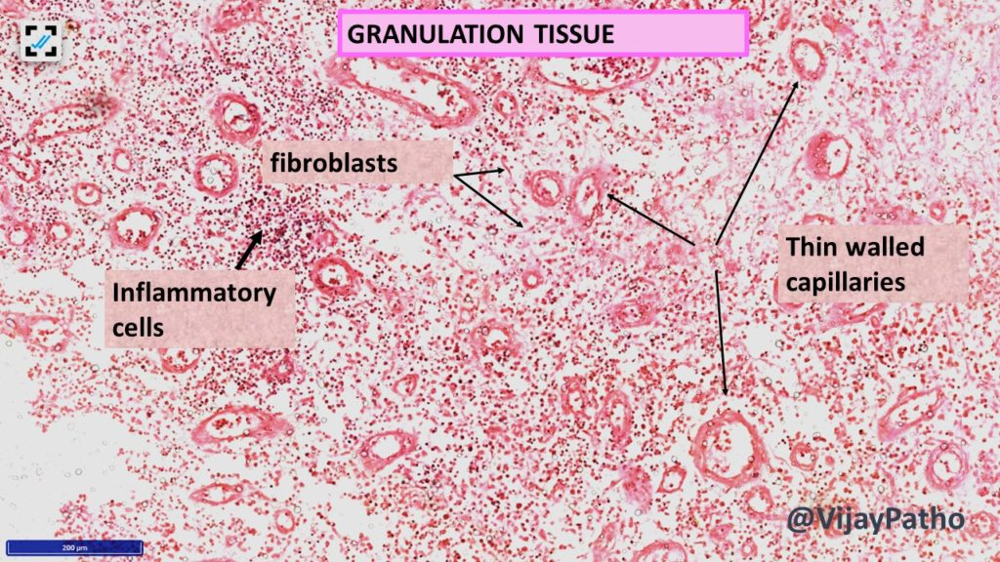 GRANULATION TISSUE
fibroblasts
Thin walled
capillaries
Inflammatory
cells
@VijayPatho
200 µm